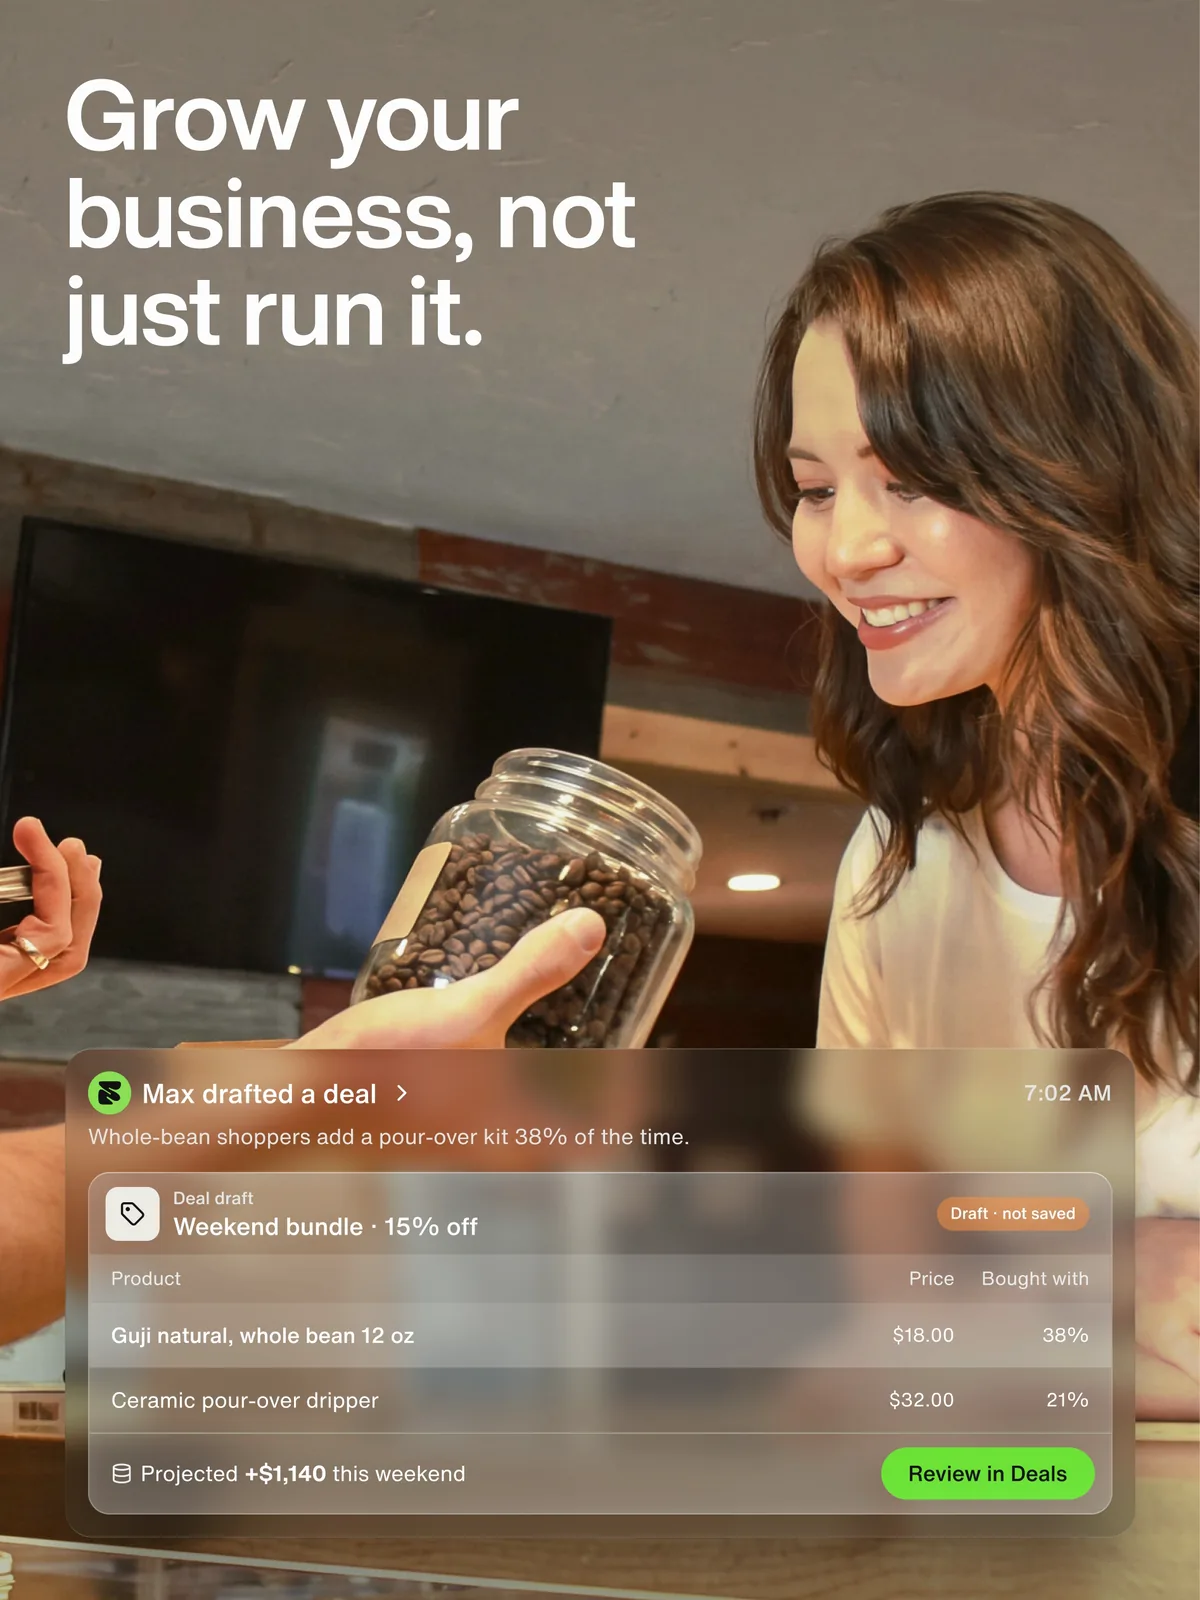 Grow your
business, not
just run it.
Max drafted a deal
7:02 AM
Whole-bean shoppers add a pour-over kit 38% of the time.
Deal draft
Weekend bundle · 15% off
Draft · not saved
Product Price Bought with
Guji natural, whole bean 12 oz $18.00 38%
Ceramic pour-over dripper $32.00 21%
Projected +$1,140 this weekend
Review in Deals